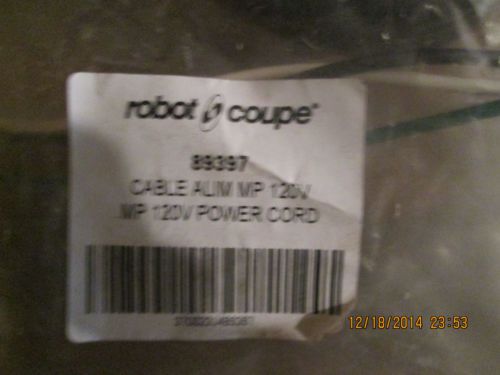 robot coupe®
89397
CABLE ALIM MP 120V
MP 120V POWER CORD
12/18/2014 23:53